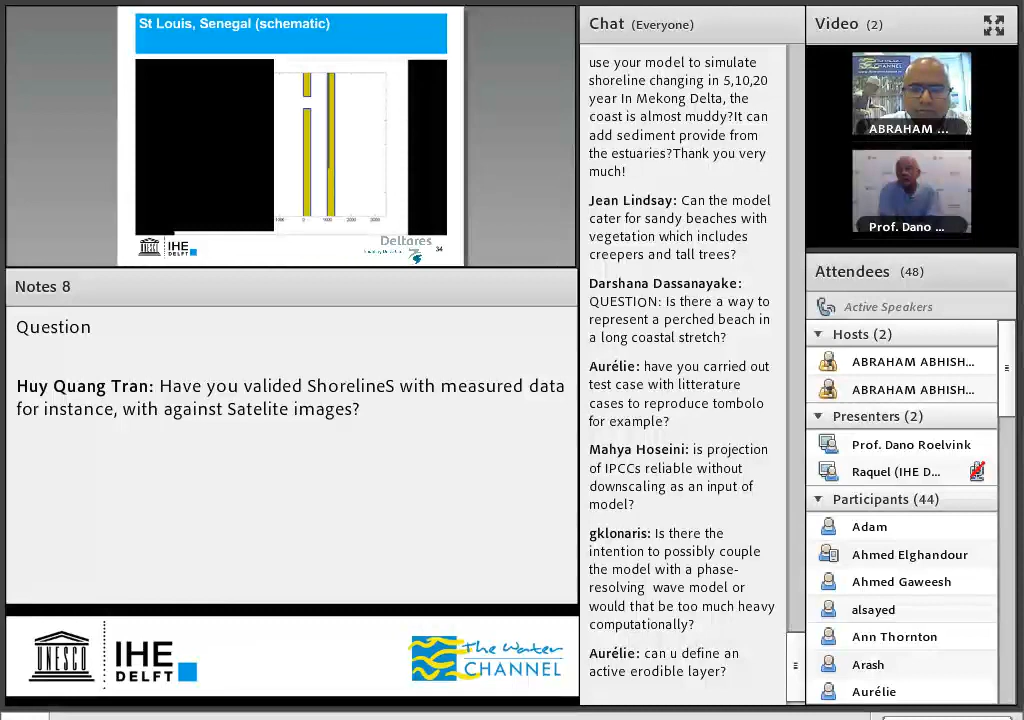 St Louis, Senegal (schematic)
0
1000
2000
3000
UNESCO
IHE
DELFT
Deltares
34
Notes 8
Question
Huy Quang Tran: Have you valided ShorelineS with measured data
for instance, with against Satelite images?
UNESCO
IHE
DELFT
the Water
CHANNEL
Chat (Everyone)
use your model to simulate
shoreline changing in 5,10,20
year In Mekong Delta, the
coast is almost muddy?It can
add sediment provide from
the estuaries?Thank you very
much!
Jean Lindsay: Can the model
cater for sandy beaches with
vegetation which includes
creepers and tall trees?
Darshana Dassanayake:
QUESTION: Is there a way to
represent a perched beach in
a long coastal stretch?
Aurélie: have you carried out
test case with litterature
cases to reproduce tombolo
for example?
Mahya Hoseini: is projection
of IPCCs reliable without
downscaling as an input of
model?
gklonaris: Is there the
intention to possibly couple
the model with a phase-
resolving wave model or
would that be too much heavy
computationally?
Aurélie: can u define an
active erodible layer?
Video (2)
CHANNEL
ABRAHAM ...
Prof. Dano ...
Attendees (48)
Active Speakers
Hosts (2)
ABRAHAM ABHISH...
ABRAHAM ABHISH...
Presenters (2)
Prof. Dano Roelvink
Raquel (IHE D...
Participants (44)
Adam
Ahmed Elghandour
Ahmed Gaweesh
alsayed
Ann Thornton
Arash
Aurélie